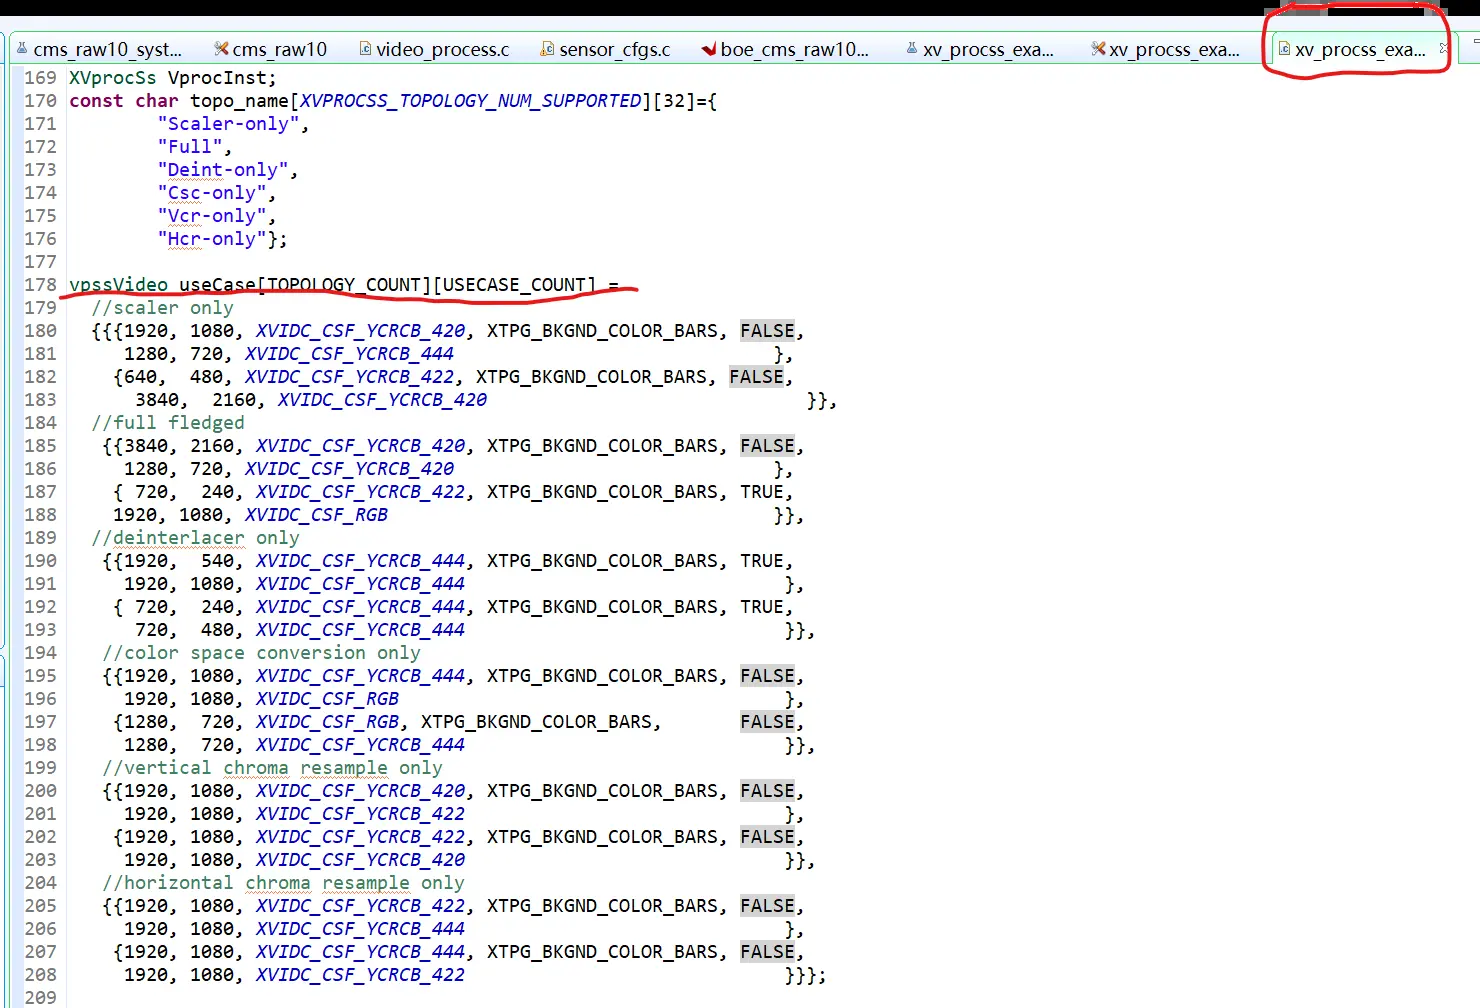 cms_raw10_syst... cms_raw10 video_process.c sensor_cfgs.c boe_cms_raw10... xv_procss_exa... xv_procss_exa... xv_procss_exa...
169 XVprocSs VprocInst;
170 const char topo_name[XVPROCSS_TOPOLOGY_NUM_SUPPORTED][32]={
171 "Scaler-only",
172 "Full",
173 "Deint-only",
174 "Csc-only",
175 "Vcr-only",
176 "Hcr-only"};
177
178 vpssVideo useCase[TOPOLOGY_COUNT][USECASE_COUNT] =
179 //scaler only
180 {{{1920, 1080, XVIDC_CSF_YCRCB_420, XTPG_BKGND_COLOR_BARS, FALSE,
181 1280, 720, XVIDC_CSF_YCRCB_444 },
182 {640, 480, XVIDC_CSF_YCRCB_422, XTPG_BKGND_COLOR_BARS, FALSE,
183 3840, 2160, XVIDC_CSF_YCRCB_420 }},
184 //full fledged
185 {{3840, 2160, XVIDC_CSF_YCRCB_420, XTPG_BKGND_COLOR_BARS, FALSE,
186 1280, 720, XVIDC_CSF_YCRCB_420 },
187 { 720, 240, XVIDC_CSF_YCRCB_422, XTPG_BKGND_COLOR_BARS, TRUE,
188 1920, 1080, XVIDC_CSF_RGB }},
189 //deinterlacer only
190 {{1920, 540, XVIDC_CSF_YCRCB_444, XTPG_BKGND_COLOR_BARS, TRUE,
191 1920, 1080, XVIDC_CSF_YCRCB_444 },
192 { 720, 240, XVIDC_CSF_YCRCB_444, XTPG_BKGND_COLOR_BARS, TRUE,
193 720, 480, XVIDC_CSF_YCRCB_444 }},
194 //color space conversion only
195 {{1920, 1080, XVIDC_CSF_YCRCB_444, XTPG_BKGND_COLOR_BARS, FALSE,
196 1920, 1080, XVIDC_CSF_RGB },
197 {1280, 720, XVIDC_CSF_RGB, XTPG_BKGND_COLOR_BARS, FALSE,
198 1280, 720, XVIDC_CSF_YCRCB_444 }},
199 //vertical chroma resample only
200 {{1920, 1080, XVIDC_CSF_YCRCB_420, XTPG_BKGND_COLOR_BARS, FALSE,
201 1920, 1080, XVIDC_CSF_YCRCB_422 },
202 {1920, 1080, XVIDC_CSF_YCRCB_422, XTPG_BKGND_COLOR_BARS, FALSE,
203 1920, 1080, XVIDC_CSF_YCRCB_420 }},
204 //horizontal chroma resample only
205 {{1920, 1080, XVIDC_CSF_YCRCB_422, XTPG_BKGND_COLOR_BARS, FALSE,
206 1920, 1080, XVIDC_CSF_YCRCB_444 },
207 {1920, 1080, XVIDC_CSF_YCRCB_444, XTPG_BKGND_COLOR_BARS, FALSE,
208 1920, 1080, XVIDC_CSF_YCRCB_422 }}};
209